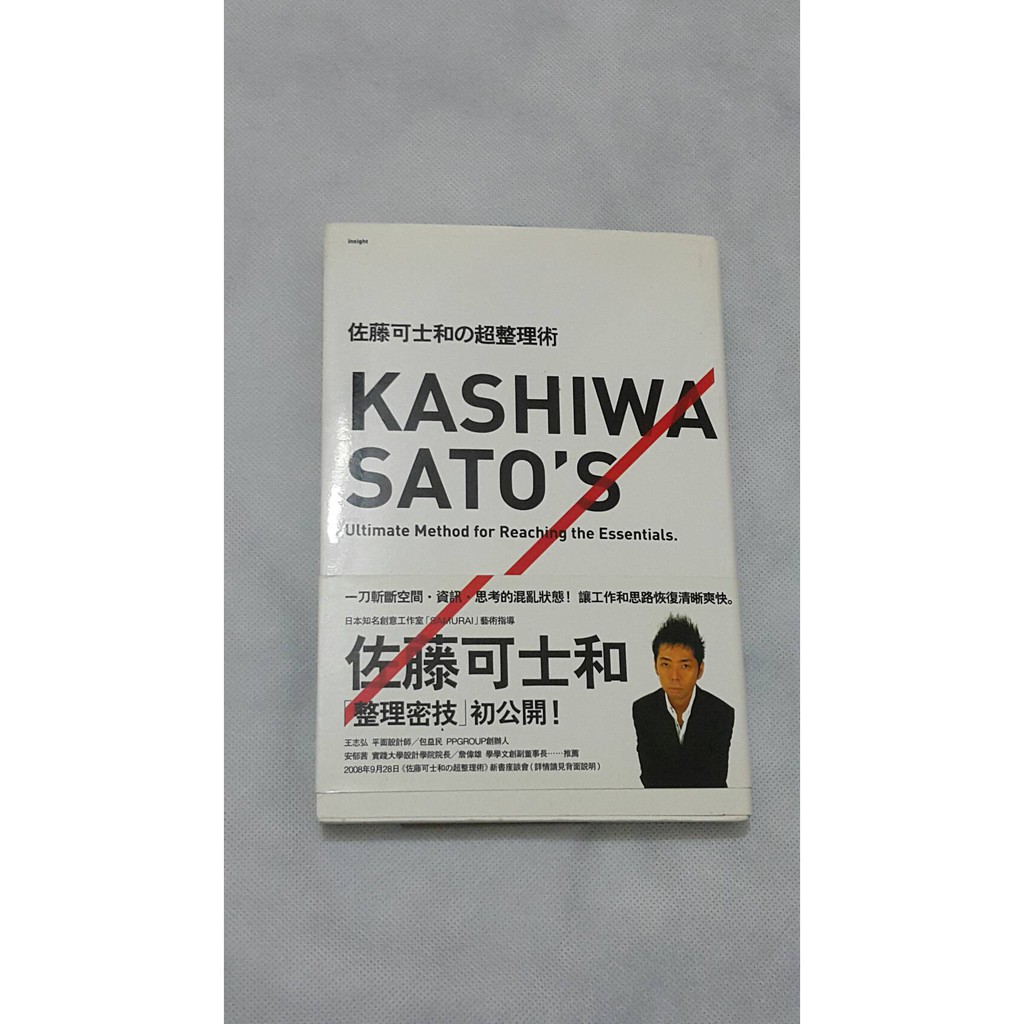 insight
佐藤可士和の超整理術
KASHIWA
SATO'S
Ultimate Method for Reaching the Essentials.
一刀斬斷空間・資訊・思考的混亂狀態！讓工作和思路恢復清晰爽快。
日本知名創意工作室「SAMURAI」藝術指導
佐藤可士和
「整理密技」初公開！
王志弘 平面設計師／包益民 PPGROUP創辦人
安郁茜 實踐大學設計學院院長／詹偉雄 學學文創副董事長……推薦
2008年9月28日《佐藤可士和の超整理術》新書座談會（詳情請見背面說明）